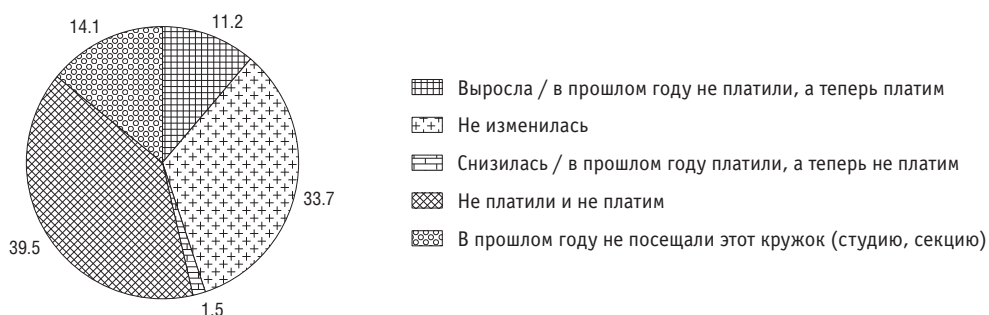 14.1
11.2
33.7
39.5
1.5
Выросла / в прошлом году не платили, а теперь платим
Не изменилась
Снизилась / в прошлом году платили, а теперь не платим
Не платили и не платим
В прошлом году не посещали этот кружок (студию, секцию)